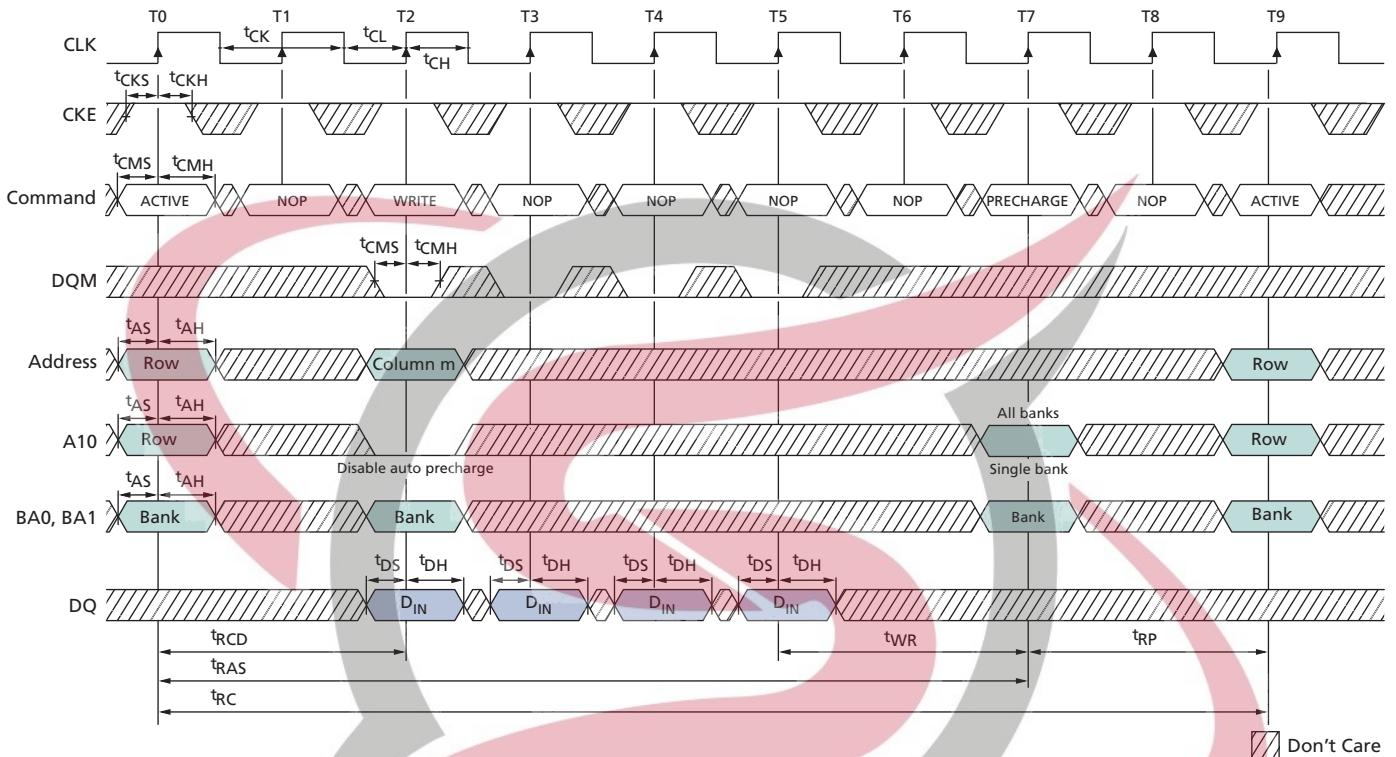 T0 T1 T2 T3 T4 T5 T6 T7 T8 T9
CLK
tCK tCL
tCH
tCKS tCKH
CKE
tCMS tCMH
Command ACTIVE NOP WRITE NOP NOP NOP NOP PRECHARGE NOP ACTIVE
tCMS tCMH
DQM
tAS tAH
Address Row Column m Row
tAS tAH All banks
A10 Row Row
Disable auto precharge Single bank
tAS tAH
BA0, BA1 Bank Bank Bank Bank
tDS tDH tDS tDH tDS tDH tDS tDH
DQ DIN DIN DIN DIN
tRCD tWR tRP
tRAS
tRC
Don't Care